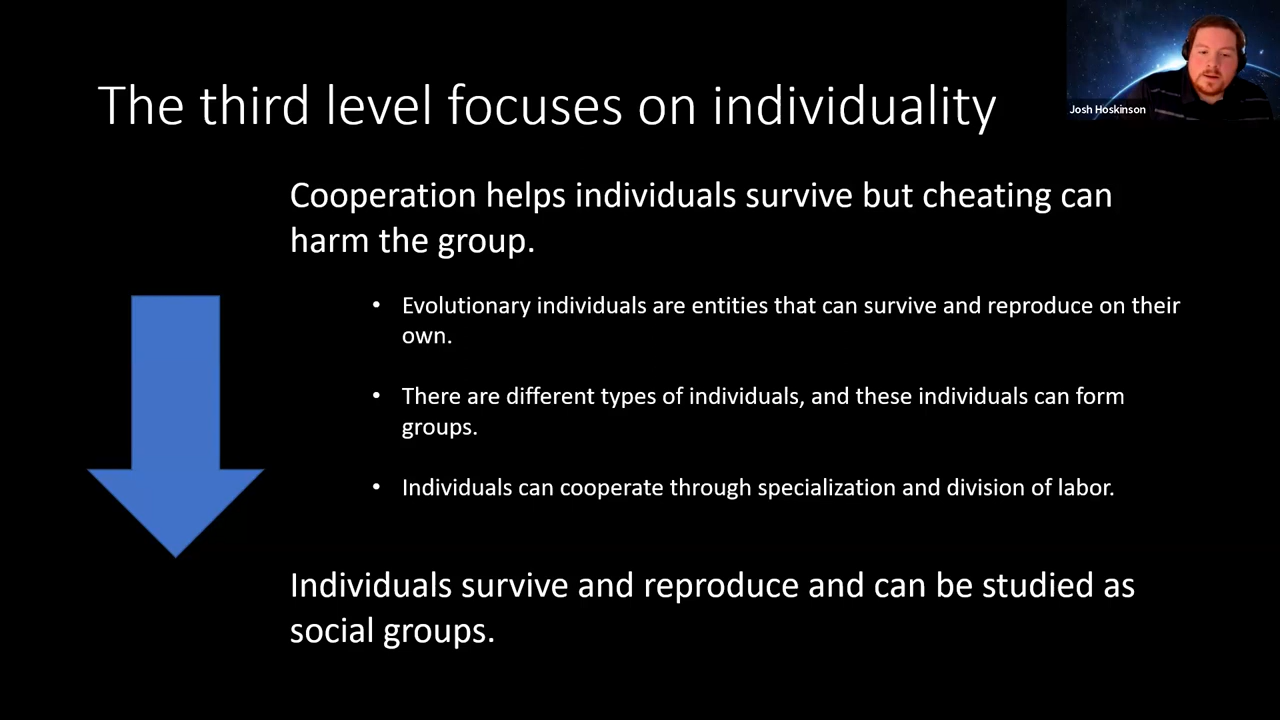 The third level focuses on individuality
Josh Hoskinson
Cooperation helps individuals survive but cheating can
harm the group.
• Evolutionary individuals are entities that can survive and reproduce on their
own.
• There are different types of individuals, and these individuals can form
groups.
• Individuals can cooperate through specialization and division of labor.
Individuals survive and reproduce and can be studied as
social groups.